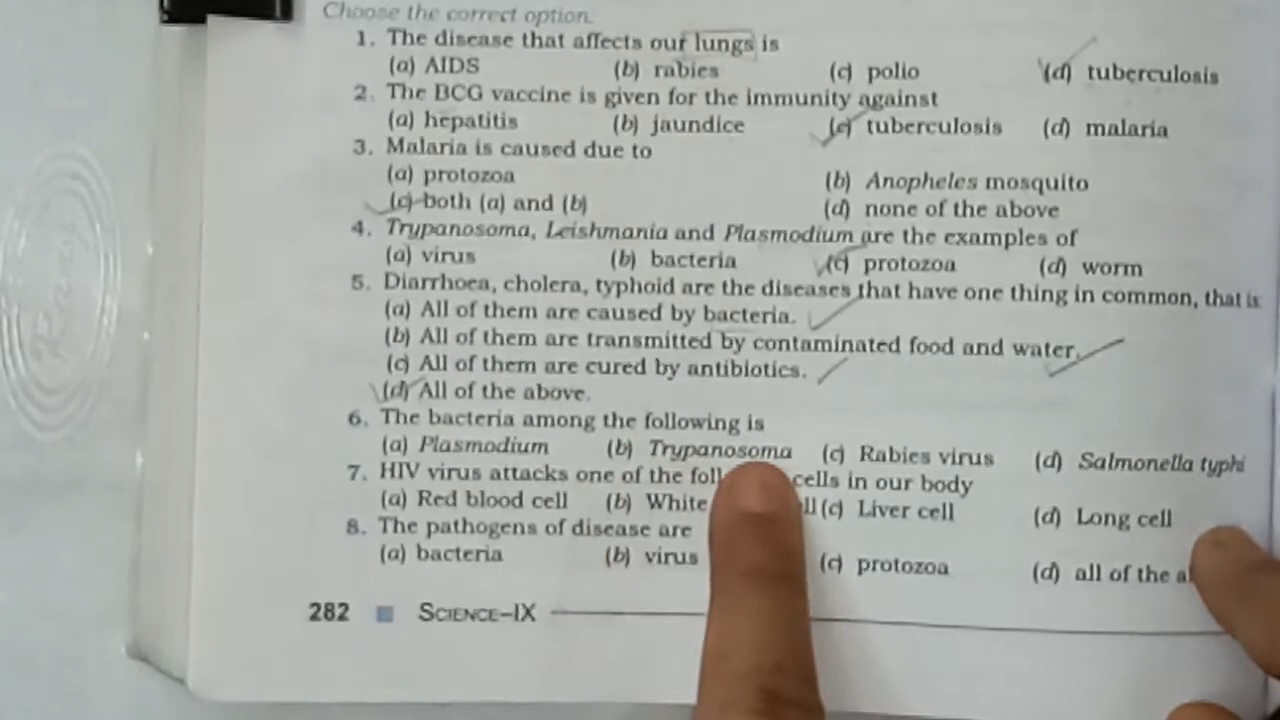 Choose the correct option.
1. The disease that affects our lungs is
(a) AIDS (b) rabies (c) polio (d) tuberculosis
2. The BCG vaccine is given for the immunity against
(a) hepatitis (b) jaundice (c) tuberculosis (d) malaria
3. Malaria is caused due to
(a) protozoa (b) Anopheles mosquito
(c) both (a) and (b) (d) none of the above
4. Trypanosoma, Leishmania and Plasmodium are the examples of
(a) virus (b) bacteria (c) protozoa (d) worm
5. Diarrhoea, cholera, typhoid are the diseases that have one thing in common, that is
(a) All of them are caused by bacteria.
(b) All of them are transmitted by contaminated food and water.
(c) All of them are cured by antibiotics.
(d) All of the above.
6. The bacteria among the following is
(a) Plasmodium (b) Trypanosoma (c) Rabies virus (d) Salmonella typhi
7. HIV virus attacks one of the cells in our body
(a) Red blood cell (b) White (c) Liver cell (d) Long cell
8. The pathogens of disease are
(a) bacteria (b) virus (c) protozoa (d) all of the
282 SCIENCE–IX